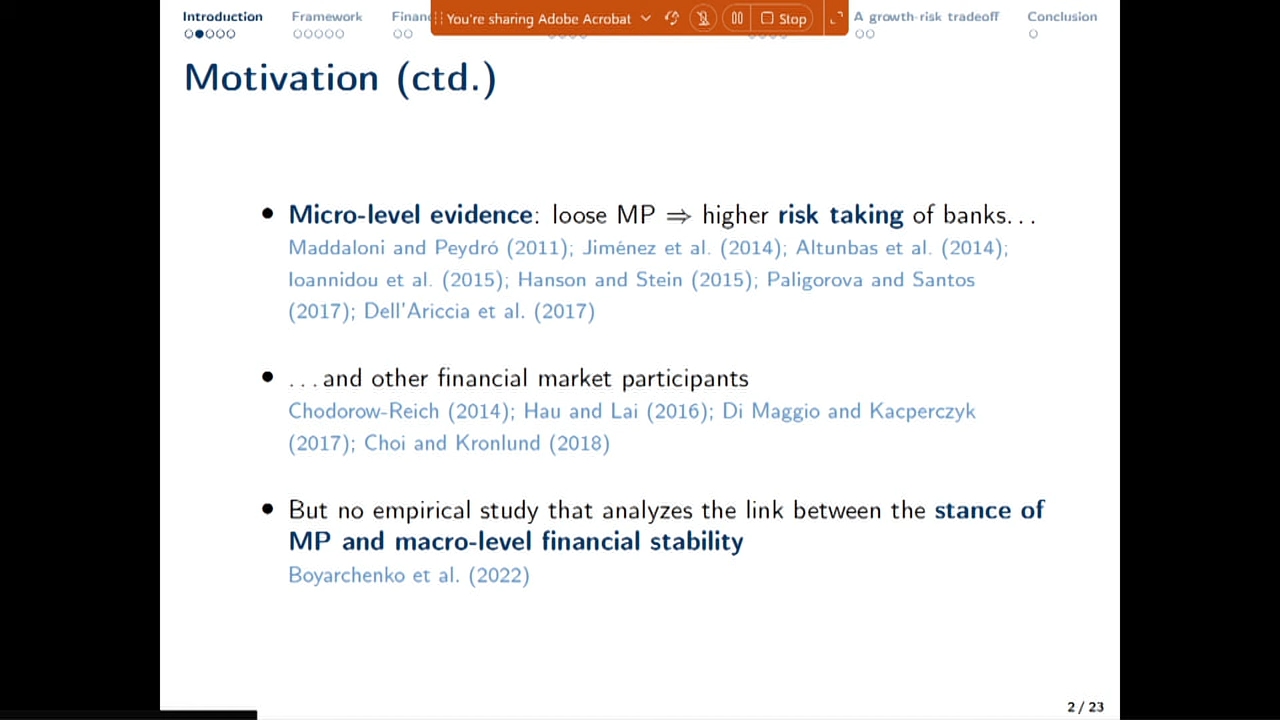 Introduction Framework Finan A growth-risk tradeoff Conclusion
You're sharing Adobe Acrobat Stop
Motivation (ctd.)
• Micro-level evidence: loose MP ⇒ higher risk taking of banks...
Maddaloni and Peydró (2011); Jiménez et al. (2014); Altunbas et al. (2014);
Ioannidou et al. (2015); Hanson and Stein (2015); Paligorova and Santos
(2017); Dell'Ariccia et al. (2017)
• ...and other financial market participants
Chodorow-Reich (2014); Hau and Lai (2016); Di Maggio and Kacperczyk
(2017); Choi and Kronlund (2018)
• But no empirical study that analyzes the link between the stance of
MP and macro-level financial stability
Boyarchenko et al. (2022)
2 / 23